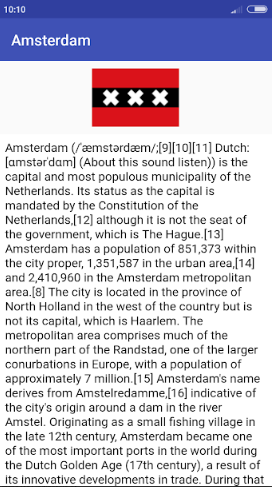 10:10
Amsterdam
Amsterdam (/ˈæmstərdæm/;[9][10][11] Dutch:
[ɑmstərˈdɑm] (About this sound listen)) is the
capital and most populous municipality of the
Netherlands. Its status as the capital is
mandated by the Constitution of the
Netherlands,[12] although it is not the seat of
the government, which is The Hague.[13]
Amsterdam has a population of 851,373 within
the city proper, 1,351,587 in the urban area,[14]
and 2,410,960 in the Amsterdam metropolitan
area.[8] The city is located in the province of
North Holland in the west of the country but is
not its capital, which is Haarlem. The
metropolitan area comprises much of the
northern part of the Randstad, one of the larger
conurbations in Europe, with a population of
approximately 7 million.[15] Amsterdam's name
derives from Amstelredamme,[16] indicative of
the city's origin around a dam in the river
Amstel. Originating as a small fishing village in
the late 12th century, Amsterdam became one
of the most important ports in the world during
the Dutch Golden Age (17th century), a result of
its innovative developments in trade. During that